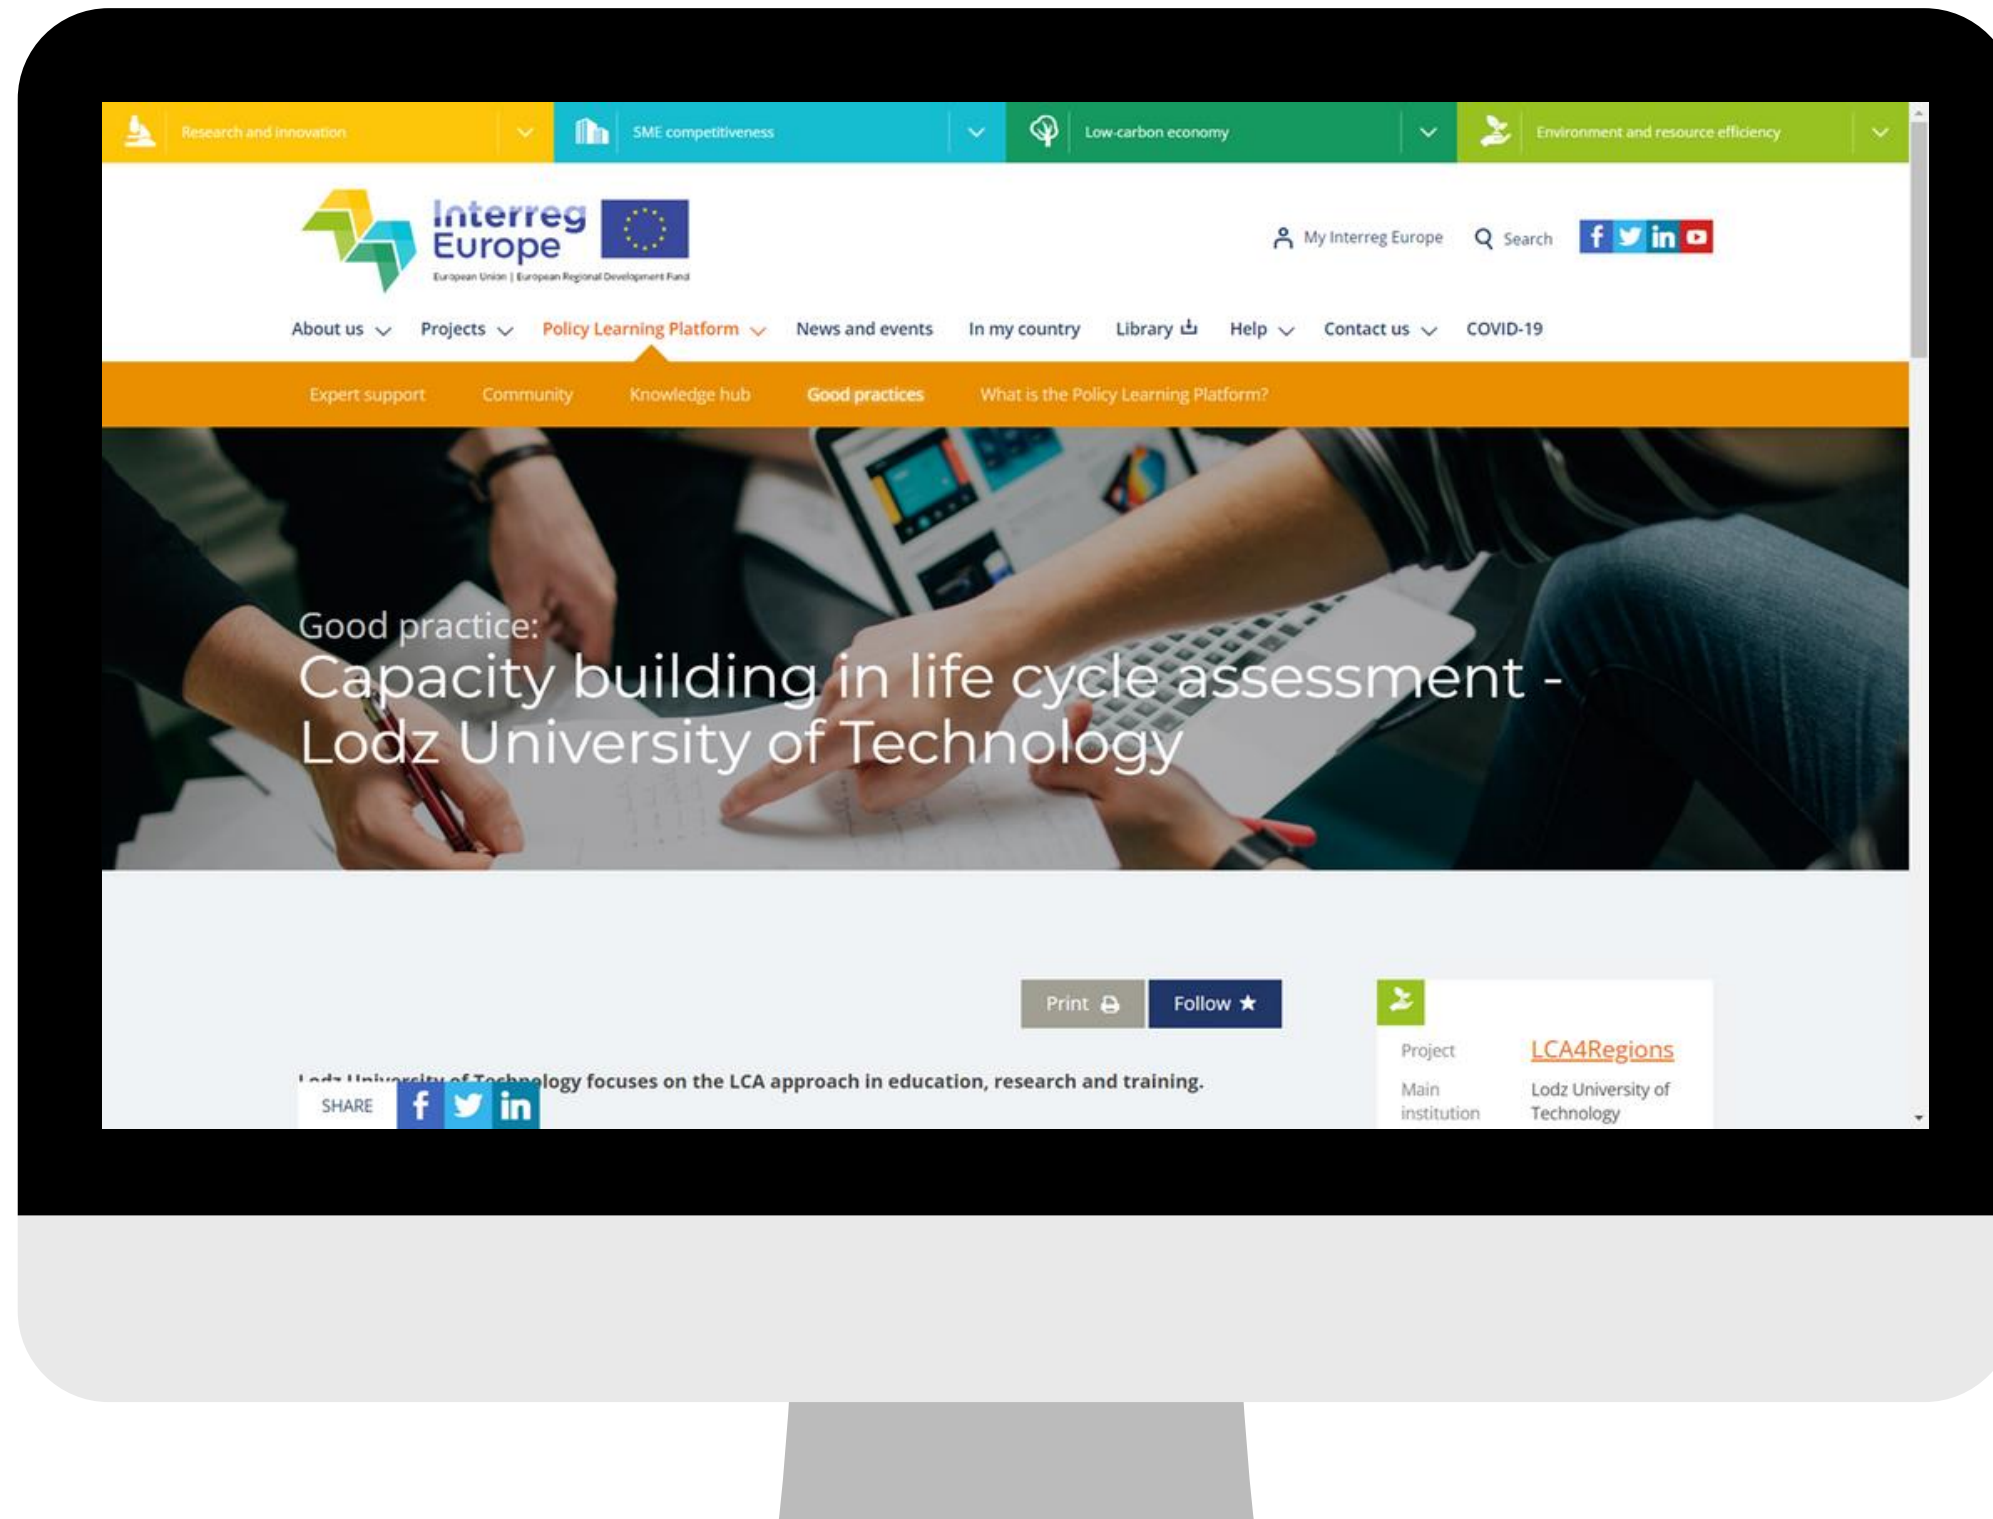 Research and innovation
SME competitiveness
Low-carbon economy
Environment and resource efficiency
Interreg
Europe
European Union | European Regional Development Fund
My Interreg Europe
Search
About us
Projects
Policy Learning Platform
News and events
In my country
Library
Help
Contact us
COVID-19
Expert support
Community
Knowledge hub
Good practices
What is the Policy Learning Platform?
Good practice:
Capacity building in life cycle assessment -
Lodz University of Technology
Print
Follow
Project
LCA4Regions
Lodz University of Technology focuses on the LCA approach in education, research and training.
Main
institution
Lodz University of
Technology
SHARE